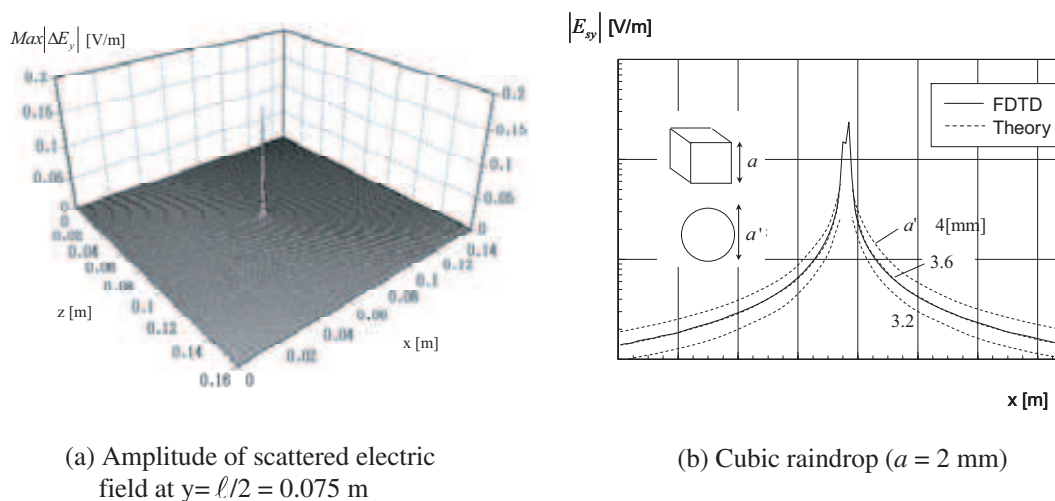 Max|ΔE_y| [V/m]
0.2
0.15
0.1
0.05
0
0
0.02
0.04
0.06
0.08
0.1
0.12
0.14
0.16
z [m]
0
0.02
0.04
0.06
0.08
0.1
0.12
0.14
x [m]
0.2
0.15
0.1
0.05
0
(a) Amplitude of scattered electric
field at y= ℓ/2 = 0.075 m
|E_sy| [V/m]
FDTD
Theory
a
a'
a' 4[mm]
3.6
3.2
x [m]
(b) Cubic raindrop (a = 2 mm)